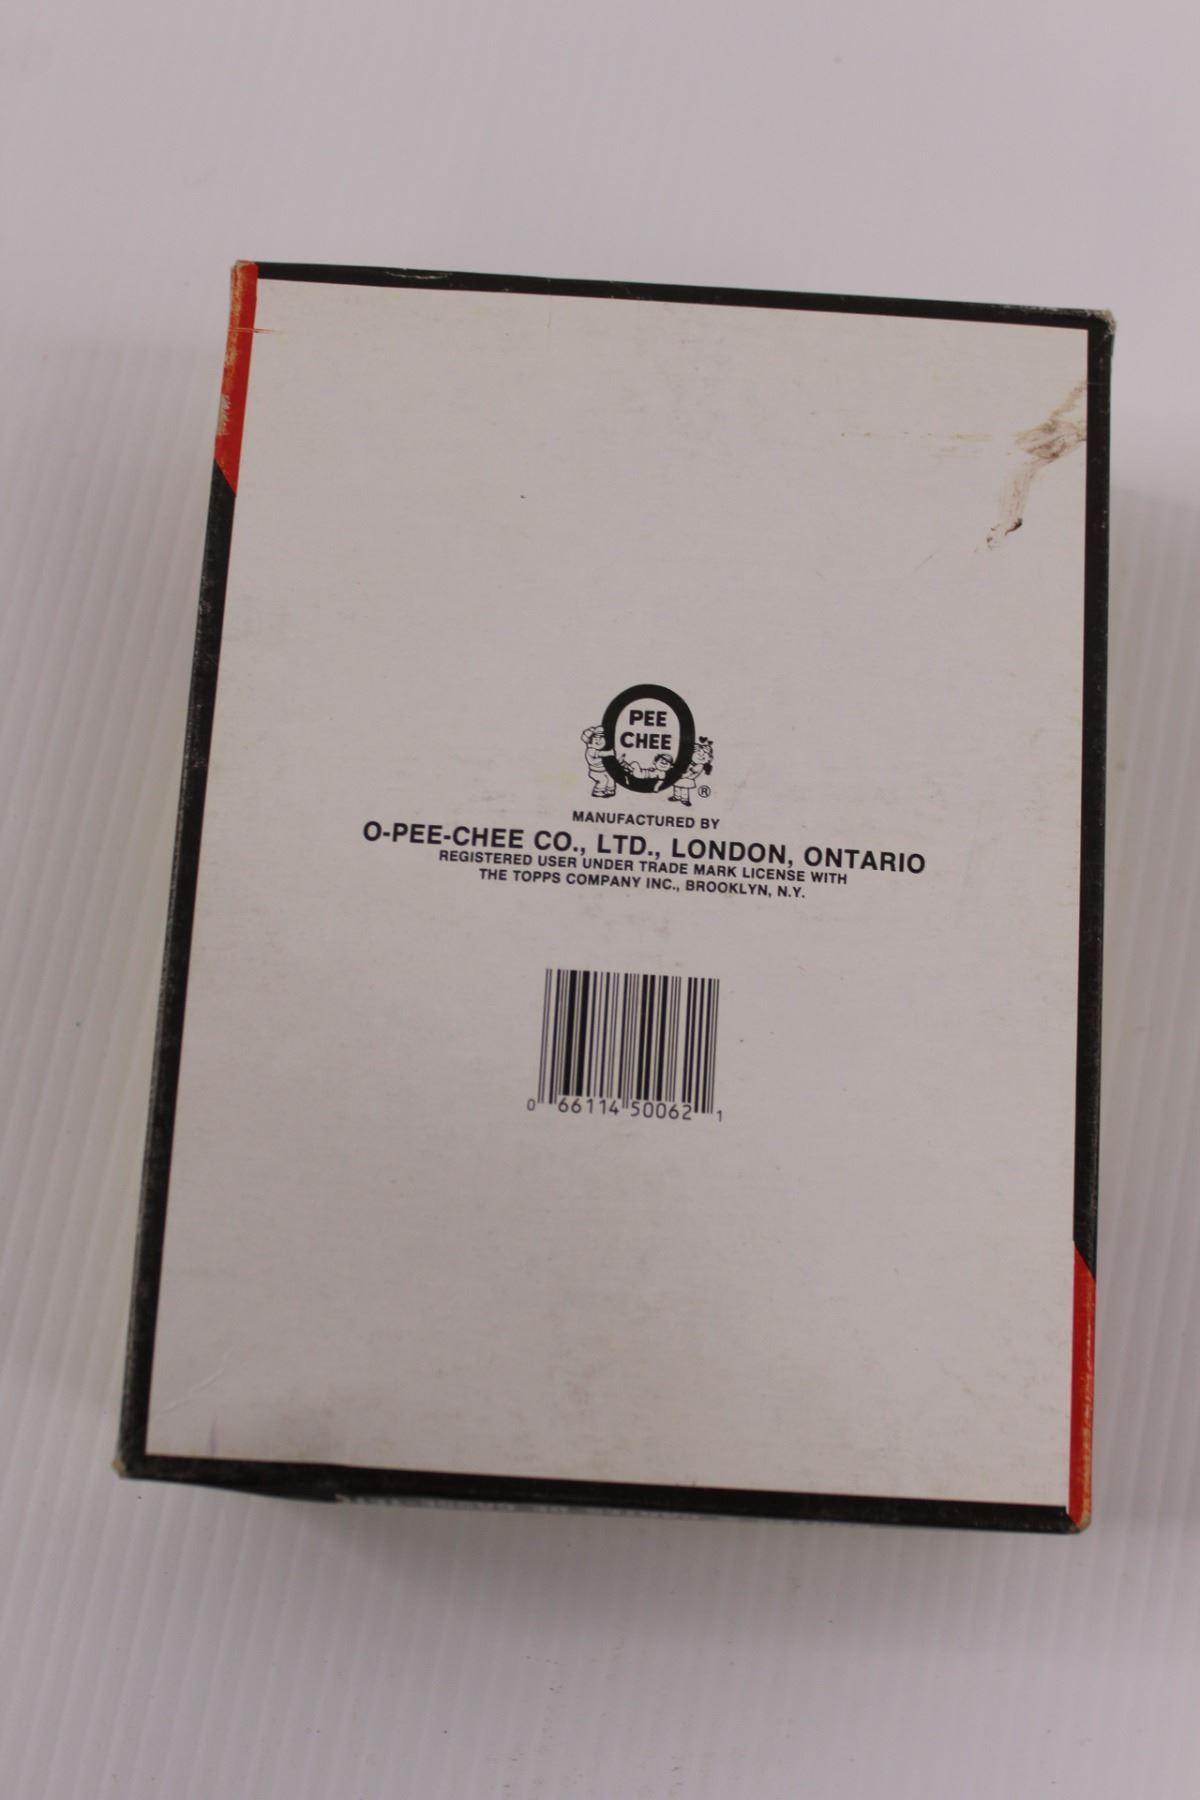 PEE
CHEE
®
MANUFACTURED BY
O-PEE-CHEE CO., LTD., LONDON, ONTARIO
REGISTERED USER UNDER TRADE MARK LICENSE WITH
THE TOPPS COMPANY INC., BROOKLYN, N.Y.
0 66114 50062 1